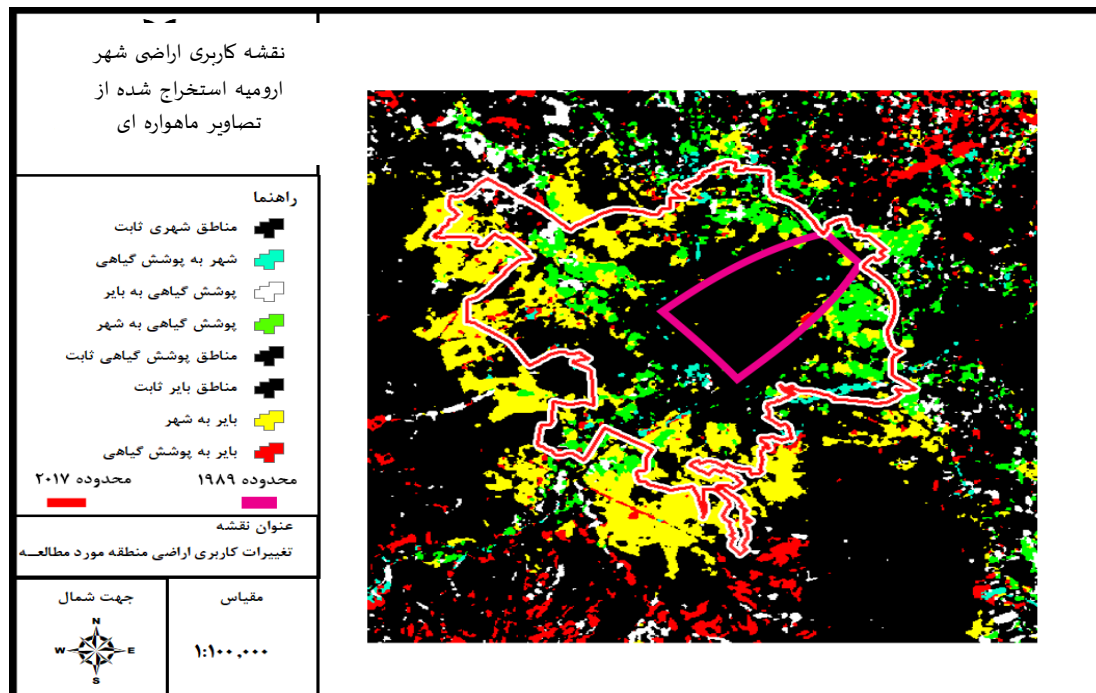 نقشه کاربری اراضی شهر
ارومیه استخراج شده از
تصاویر ماهواره ای
راهنما
مناطق شهری ثابت
شهر به پوشش گیاهی
پوشش گیاهی به بایر
پوشش گیاهی به شهر
مناطق پوشش گیاهی ثابت
مناطق بایر ثابت
بایر به شهر
بایر به پوشش گیاهی
محدوده ۱۹۸۹ محدوده ۲۰۱۷
عنوان نقشه
تغییرات کاربری اراضی منطقه مورد مطالعـــه
مقیاس
۱:۱۰۰,۰۰۰
جهت شمال
N
W E
S